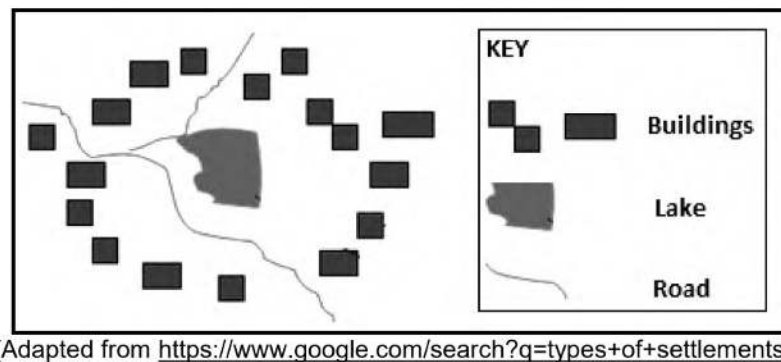 KEY
Buildings
Lake
Road
(Adapted from https://www.google.com/search?q=types+of+settlements